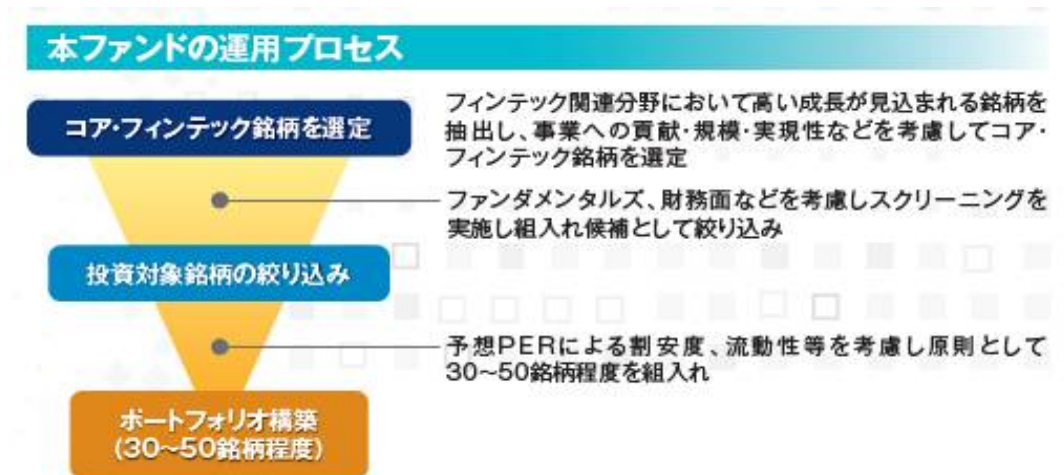 本ファンドの運用プロセス
コア・フィンテック銘柄を選定
フィンテック関連分野において高い成長が見込まれる銘柄を
抽出し、事業への貢献・規模・実現性などを考慮してコア・
フィンテック銘柄を選定
ファンダメンタルズ、財務面などを考慮しスクリーニングを
実施し組入れ候補として絞り込み
投資対象銘柄の絞り込み
予想PERによる割安度、流動性等を考慮し原則として
30～50銘柄程度を組入れ
ポートフォリオ構築
(30～50銘柄程度)